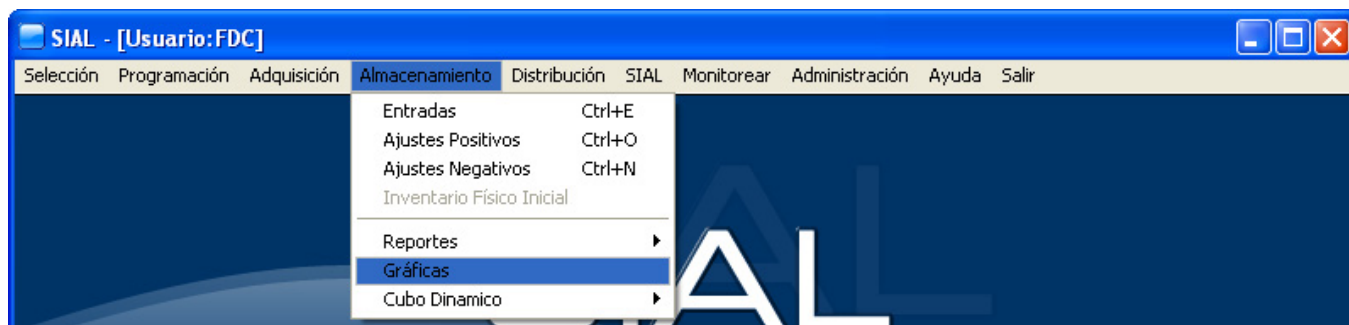 SIAL - [Usuario:FDC]
Selección Programación Adquisición Almacenamiento Distribución SIAL Monitorear Administración Ayuda Salir
Entradas Ctrl+E
Ajustes Positivos Ctrl+O
Ajustes Negativos Ctrl+N
Inventario Físico Inicial
Reportes
Gráficas
Cubo Dinamico